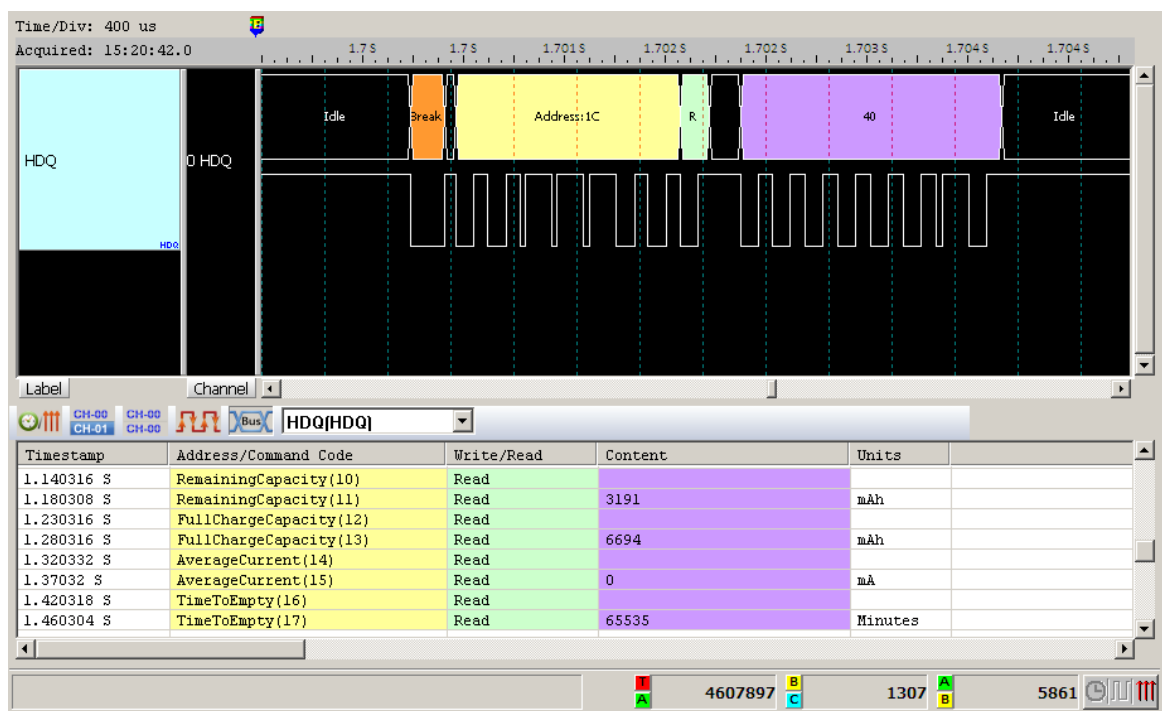 Time/Div: 400 us
Acquired: 15:20:42.0
1.7 S 1.7 S 1.701 S 1.702 S 1.702 S 1.703 S 1.704 S 1.704 S
Idle Break Address:1C R 40 Idle
HDQ 0 HDQ
HDQ
Label Channel
CH-00 CH-01 CH-00 CH-00 Bus HDQ(HDQ)
Timestamp Address/Command Code Write/Read Content Units
1.140316 S RemainingCapacity(10) Read
1.180308 S RemainingCapacity(11) Read 3191 mAh
1.230316 S FullChargeCapacity(12) Read
1.280316 S FullChargeCapacity(13) Read 6694 mAh
1.320332 S AverageCurrent(14) Read
1.37032 S AverageCurrent(15) Read 0 mA
1.420318 S TimeToEmpty(16) Read
1.460304 S TimeToEmpty(17) Read 65535 Minutes
T A 4607897 B C 1307 A B 5861